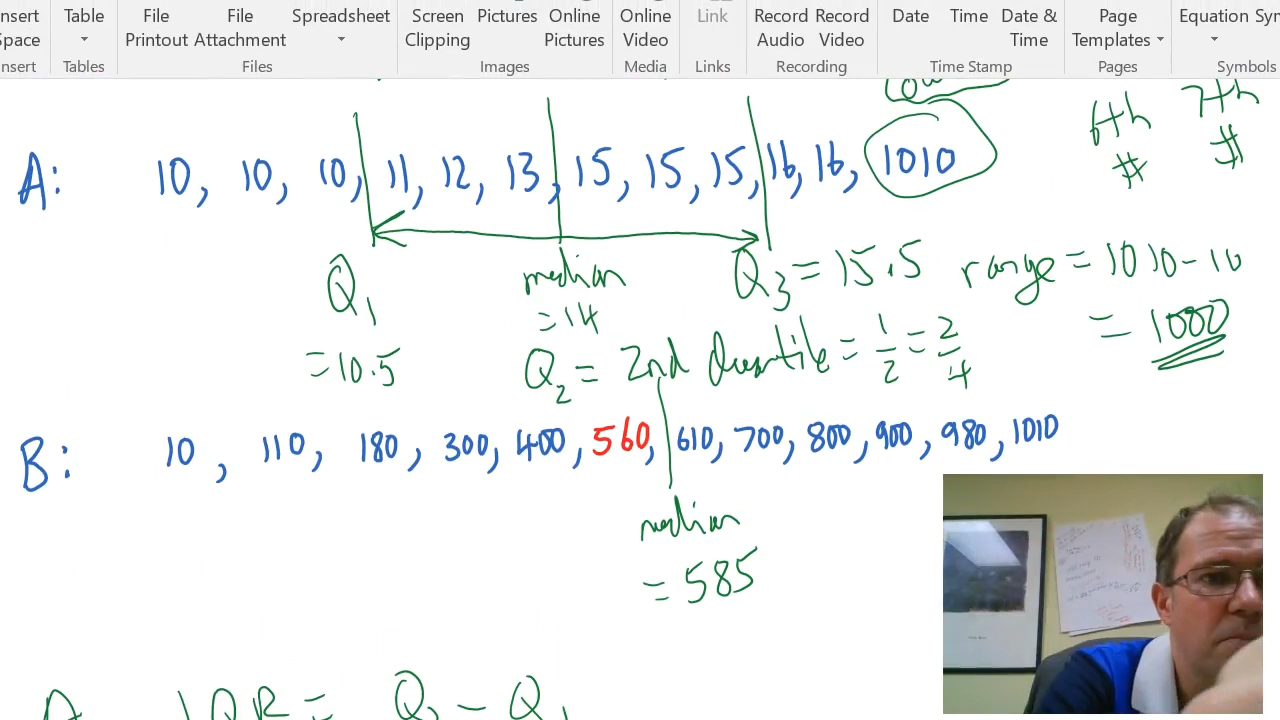 nsert Table File File Spreadsheet Screen Pictures Online Online Link Record Record Date Time Date & Page Equation Sym
Space Printout Attachment Clipping Pictures Video Audio Video Time Templates
nsert Tables Files Images Media Links Recording Time Stamp Pages Symbols
6th 7th
# #
A: 10, 10, 10, 11, 12, 13, 15, 15, 15, 16, 16, 1010
Q1 median Q3 = 15.5 range = 1010 - 10
= 14 = 1000
= 10.5 Q2 = 2nd Quartile = 1/2 = 2/4
B: 10, 110, 180, 300, 400, 560, 610, 700, 800, 900, 980, 1010
median
= 585
IQR = Q3 - Q1